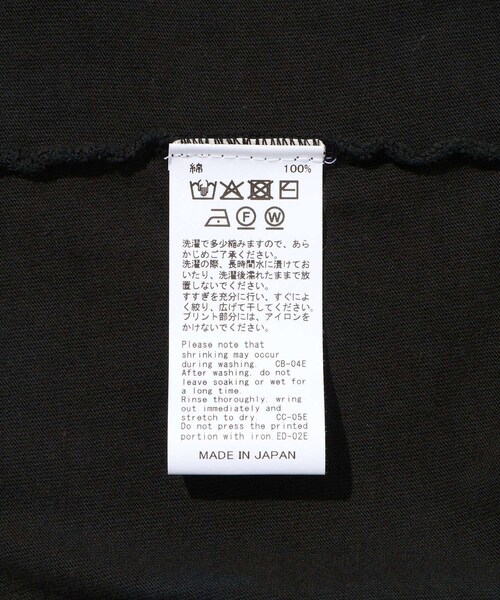 綿 100%
F W
洗濯で多少縮みますので、あら
かじめご了承ください。
洗濯の際、長時間水に漬けてお
いたり、洗濯後濡れたままで放
置しないでください。
すすぎを充分に行い、すぐによ
く絞り、広げて干してください。
プリント部分には、アイロンを
かけないでください。
Please note that
shrinking may occur
during washing. CB-04E
After washing, do not
leave soaking or wet for
a long time.
Rinse thoroughly, wring
out immediately and
stretch to dry. CC-05E
Do not press the printed
portion with iron.ED-02E
MADE IN JAPAN